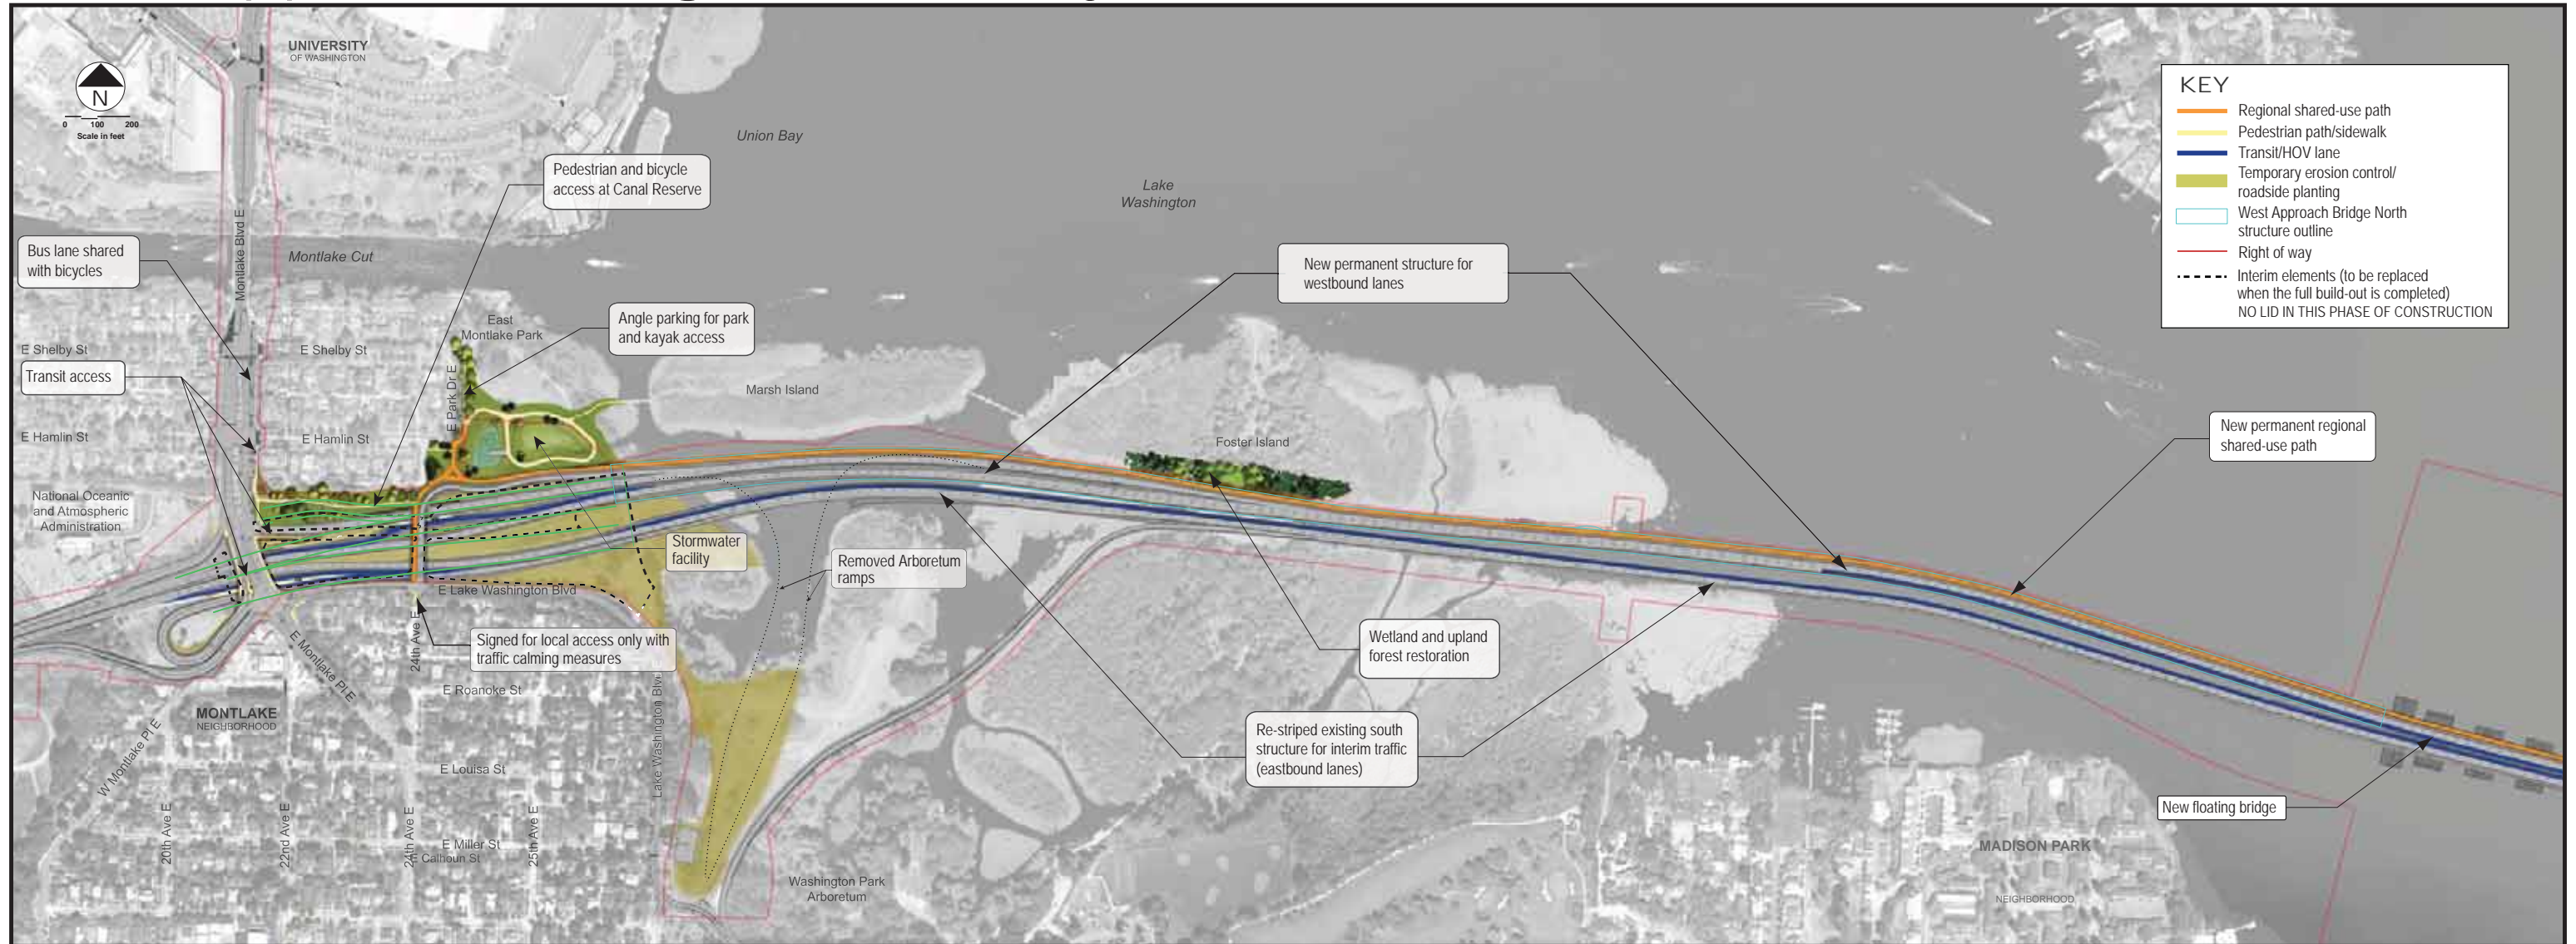 UNIVERSITY
OF WASHINGTON
N
0 100 200
Scale in feet
Union Bay
Lake
Washington
KEY
Regional shared-use path
Pedestrian path/sidewalk
Transit/HOV lane
Temporary erosion control/
roadside planting
West Approach Bridge North
structure outline
Right of way
Interim elements (to be replaced
when the full build-out is completed)
NO LID IN THIS PHASE OF CONSTRUCTION
Pedestrian and bicycle
access at Canal Reserve
Bus lane shared
with bicycles
Montlake Blvd E
Montlake Cut
New permanent structure for
westbound lanes
Angle parking for park
and kayak access
East
Montlake Park
E Shelby St
E Shelby St
Transit access
E Park Dr E
Marsh Island
E Hamlin St
E Hamlin St
Foster Island
New permanent regional
shared-use path
National Oceanic
and Atmospheric
Administration
Stormwater
facility
Removed Arboretum
ramps
E Lake Washington Blvd
24th Ave E
Signed for local access only with
traffic calming measures
E Montlake Pl E
Wetland and upland
forest restoration
E Roanoke St
MONTLAKE
NEIGHBORHOOD
Lake Washington Blvd
W Montlake Pl E
Re-striped existing south
structure for interim traffic
(eastbound lanes)
E Louisa St
New floating bridge
20th Ave E
22nd Ave E
24th Ave E
25th Ave E
E Miller St
E Calhoun St
MADISON PARK
NEIGHBORHOOD
Washington Park
Arboretum